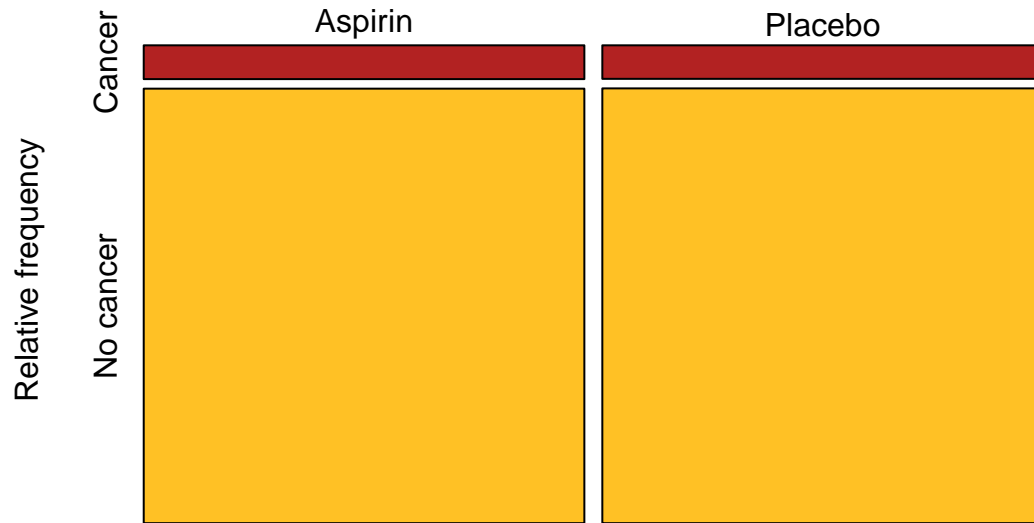 Aspirin
Placebo
Cancer
No cancer
Relative frequency